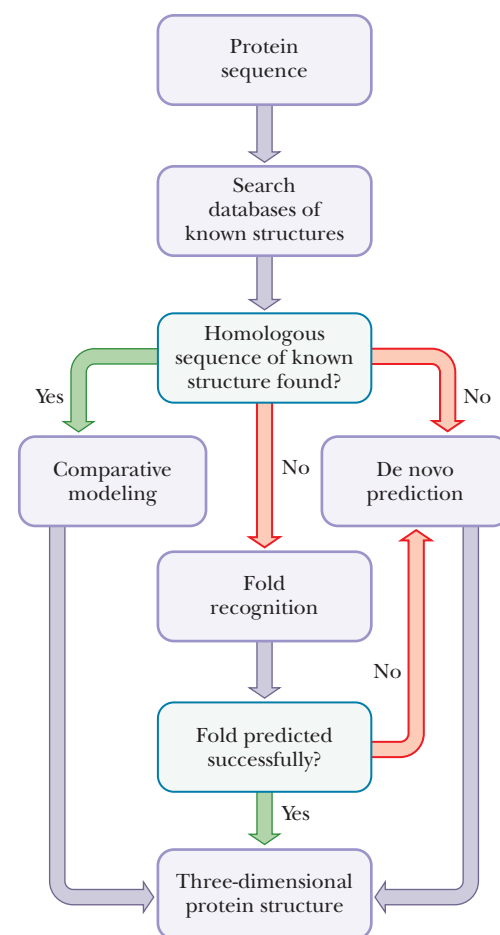 Protein
sequence
Search
databases of
known structures
Homologous
sequence of known
structure found?
Yes
No
No
Comparative
modeling
De novo
prediction
Fold
recognition
No
Fold predicted
successfully?
Yes
Three-dimensional
protein structure